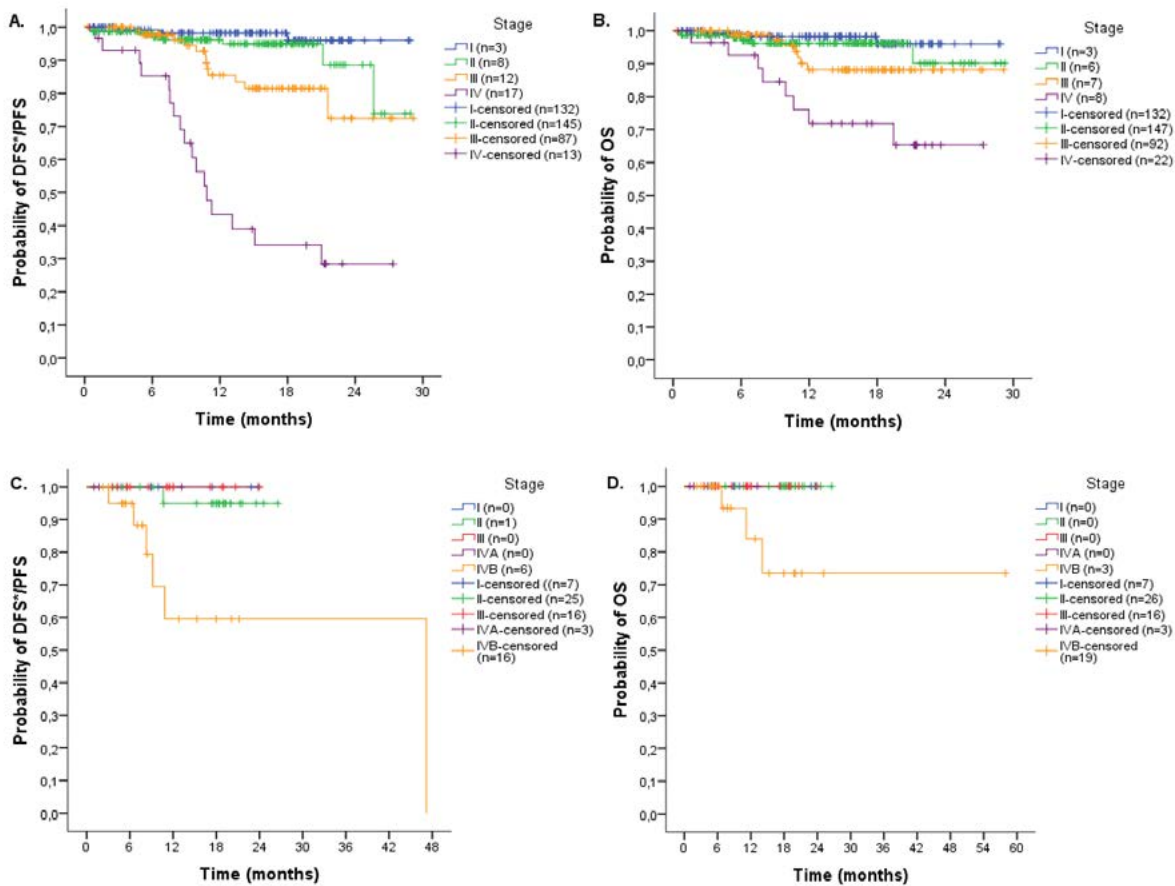 A.
Probability of DFS*/PFS
1,0
0,9
0,8
0,7
0,6
0,5
0,4
0,3
0,2
0,1
0,0
0 6 12 18 24 30
Time (months)
Stage
I (n=3)
II (n=8)
III (n=12)
IV (n=17)
I-censored (n=132)
II-censored (n=145)
III-censored (n=87)
IV-censored (n=13)
B.
Probability of OS
1,0
0,9
0,8
0,7
0,6
0,5
0,4
0,3
0,2
0,1
0,0
0 6 12 18 24 30
Time (months)
Stage
I (n=3)
II (n=6)
III (n=7)
IV (n=8)
I-censored (n=132)
II-censored (n=147)
III-censored (n=92)
IV-censored (n=22)
C.
Probability of DFS*/PFS
1,0
0,9
0,8
0,7
0,6
0,5
0,4
0,3
0,2
0,1
0,0
0 6 12 18 24 30 36 42 48
Time (months)
Stage
I (n=0)
II (n=1)
III (n=0)
IVA (n=0)
IVB (n=6)
I-censored ((n=7)
II-censored (n=25)
III-censored (n=16)
IVA-censored (n=3)
IVB-censored
(n=16)
D.
Probability of OS
1,0
0,9
0,8
0,7
0,6
0,5
0,4
0,3
0,2
0,1
0,0
0 6 12 18 24 30 36 42 48 54 60
Time (months)
Stage
I (n=0)
II (n=0)
III (n=0)
IVA (n=0)
IVB (n=3)
I-censored (n=7)
II-censored (n=26)
III-censored (n=16)
IVA-censored (n=3)
IVB-censored
(n=19)